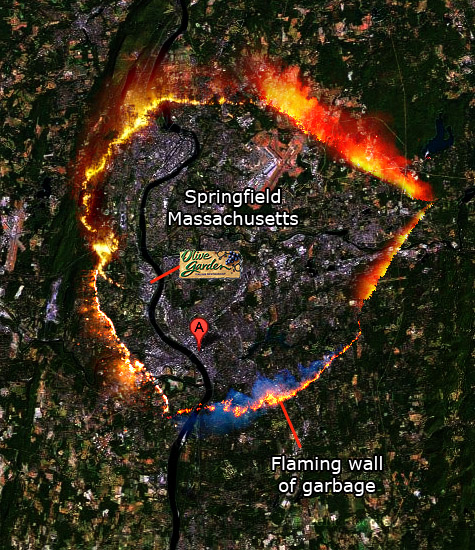 Springfield
Massachusetts
Olive
Garden
A
Flaming wall
of garbage